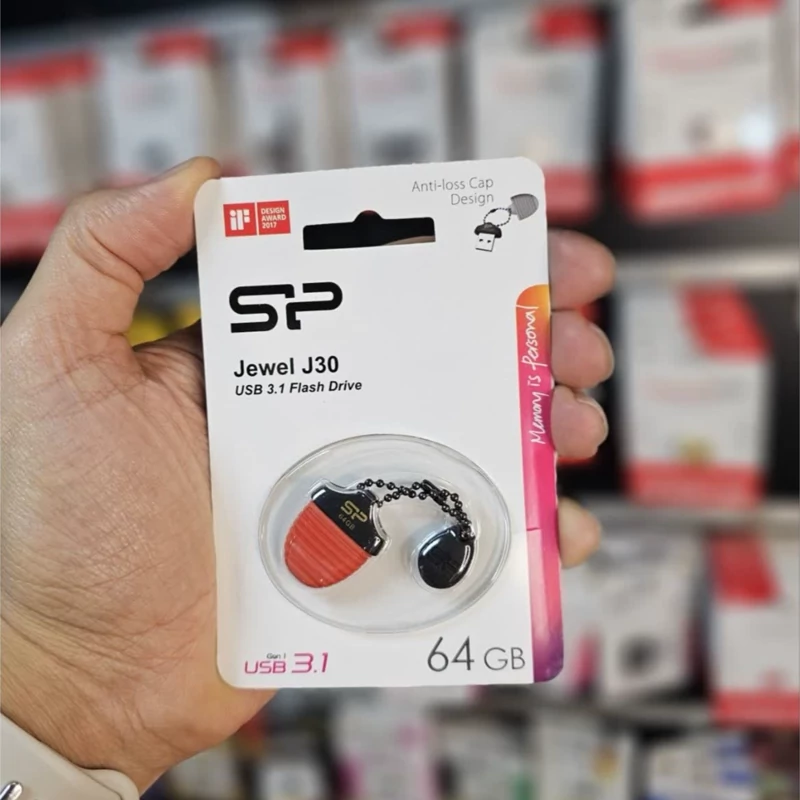 iF
DESIGN
AWARD
2017
Anti-loss Cap
Design
SP
Jewel J30
USB 3.1 Flash Drive
Memory is Personal
SP
64GB
Gen 1
USB 3.1
64 GB